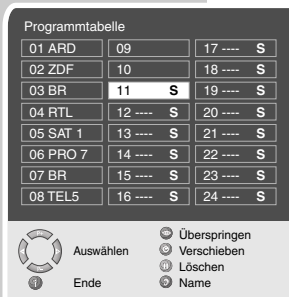 Programmtabelle
01 ARD 09 17 ---- S
02 ZDF 10 18 ---- S
03 BR 11 S 19 ---- S
04 RTL 12 ---- S 20 ---- S
05 SAT 1 13 ---- S 21 ---- S
06 PRO 7 14 ---- S 22 ---- S
07 BR 15 ---- S 23 ---- S
08 TEL5 16 ---- S 24 ---- S
Überspringen
Auswählen Verschieben
Löschen
Ende Name